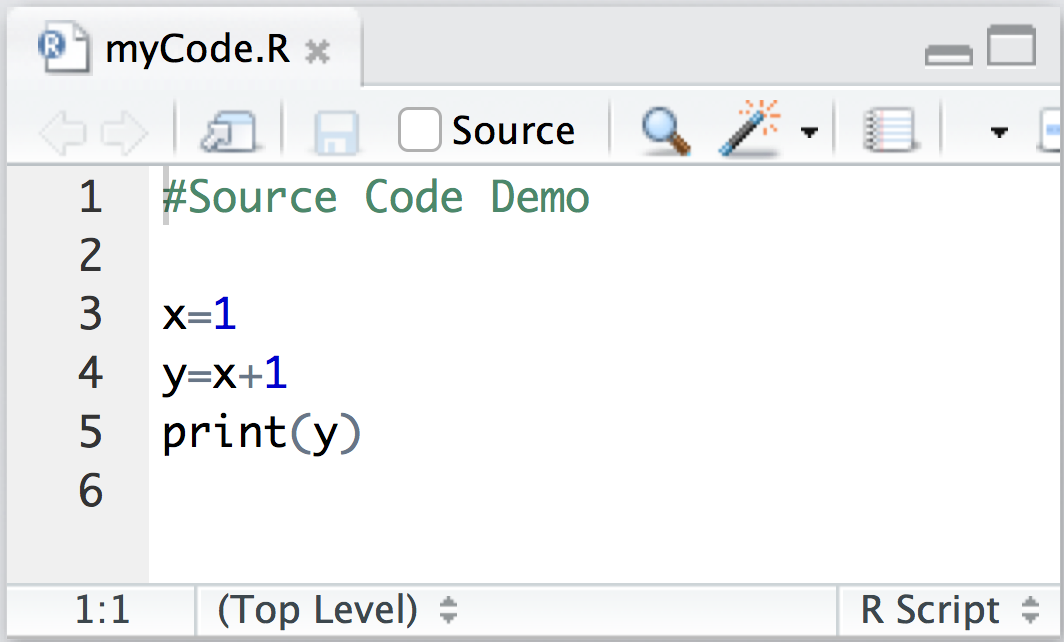 myCode.R
Source
1 #Source Code Demo
2
3 x=1
4 y=x+1
5 print(y)
6
1:1 (Top Level) R Script